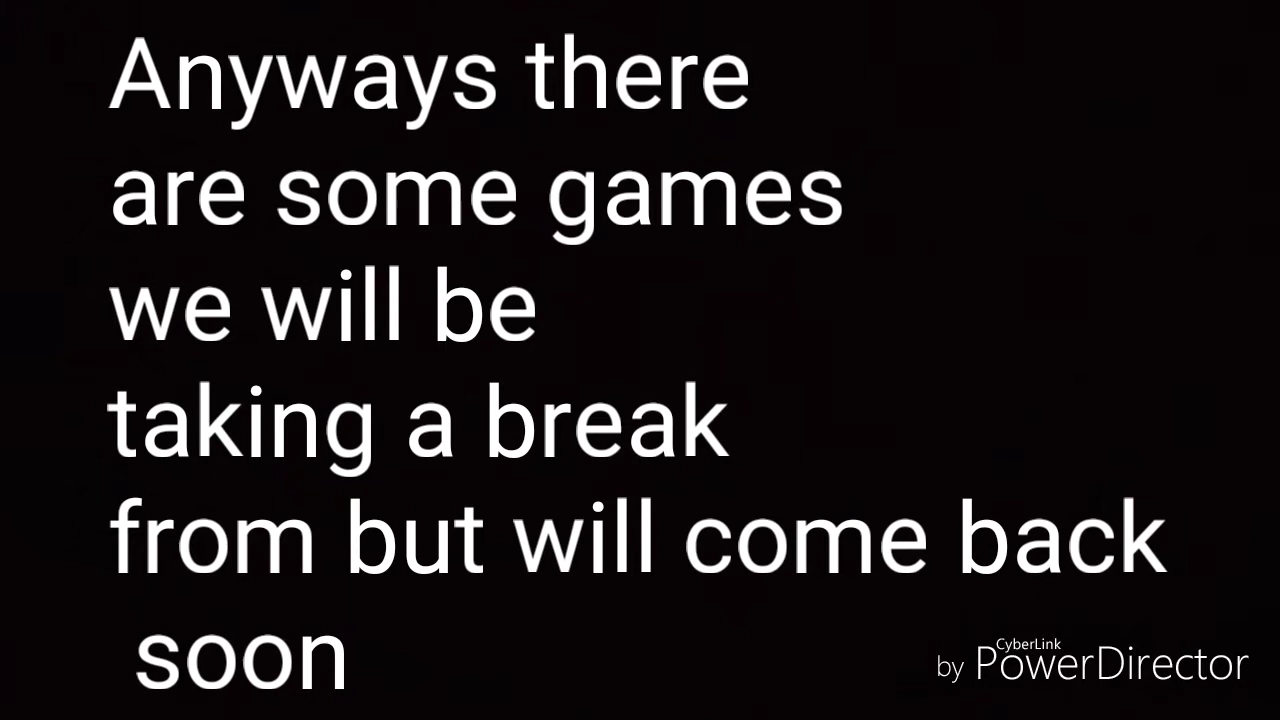 Anyways there
are some games
we will be
taking a break
from but will come back
soon
CyberLink
by PowerDirector